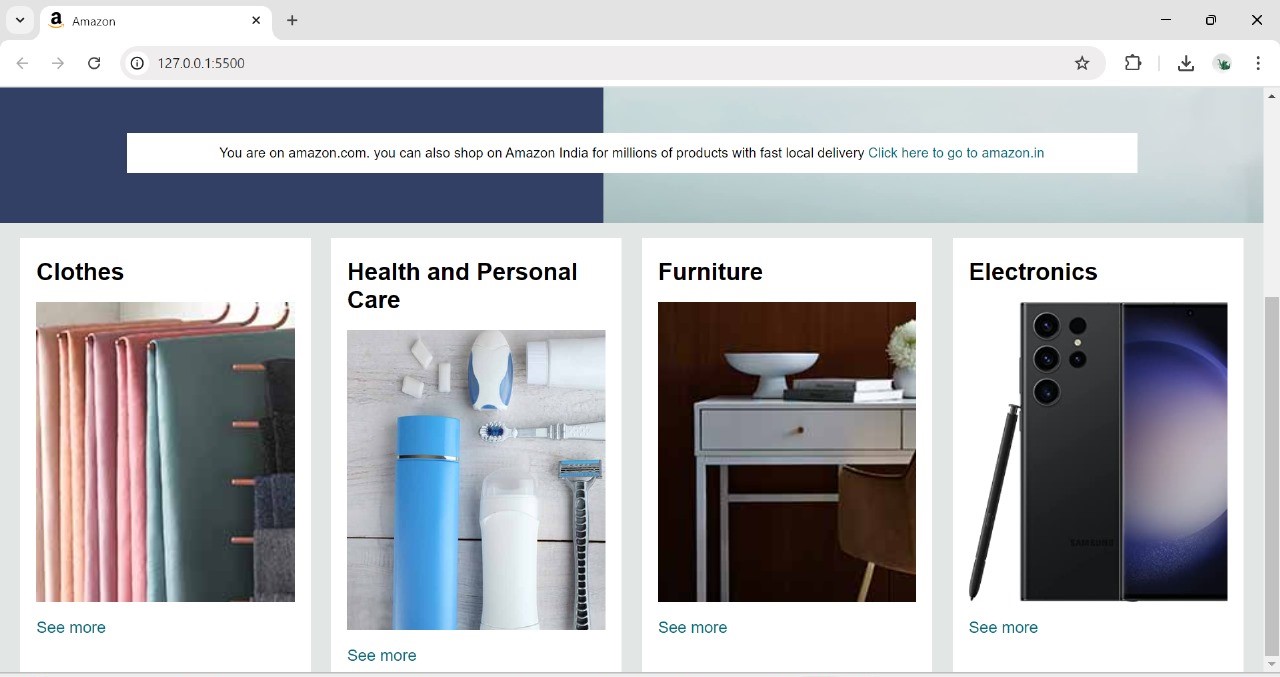 Amazon
127.0.0.1:5500
You are on amazon.com. you can also shop on Amazon India for millions of products with fast local delivery Click here to go to amazon.in
Clothes
Health and Personal
Care
Furniture
Electronics
SAMSUNG
See more
See more
See more
See more